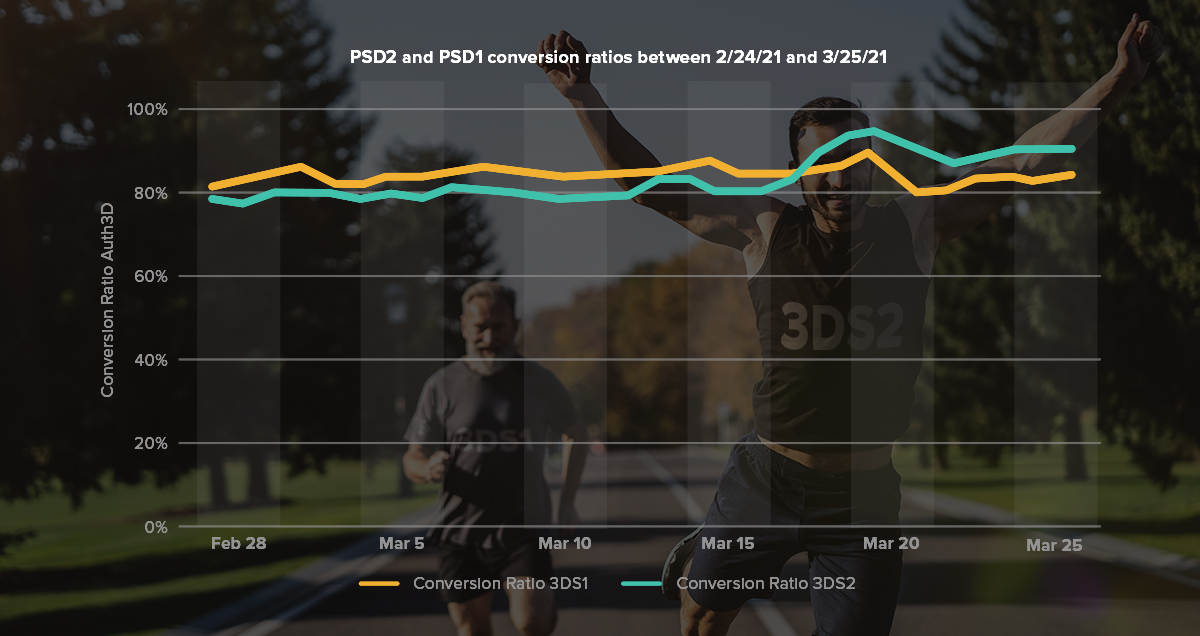 PSD2 and PSD1 conversion ratios between 2/24/21 and 3/25/21
100%
80%
60%
40%
20%
0%
Conversion Ratio Auth3D
3DS2
3DS1
Feb 28
Mar 5
Mar 10
Mar 15
Mar 20
Mar 25
Conversion Ratio 3DS1
Conversion Ratio 3DS2